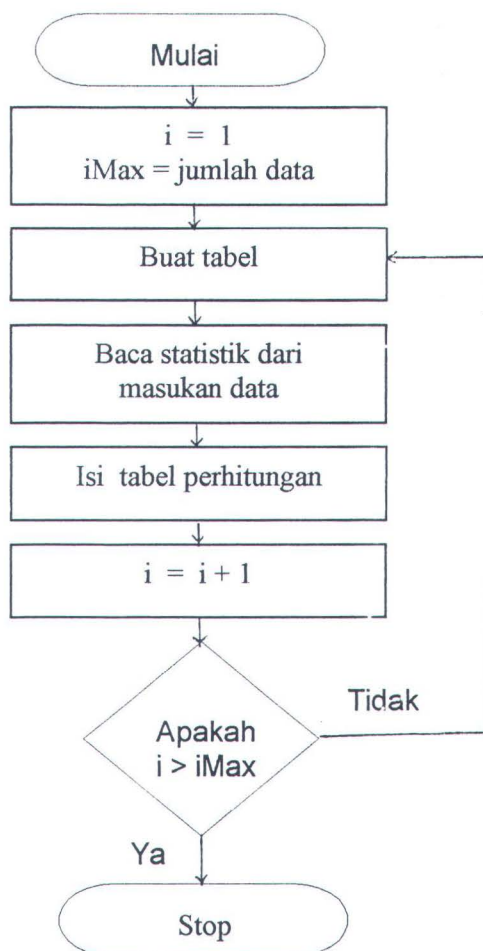 Mulai
i = 1
iMax = jumlah data
Buat tabel
Baca statistik dari
masukan data
Isi tabel perhitungan
i = i + 1
Apakah
i > iMax
Tidak
Ya
Stop